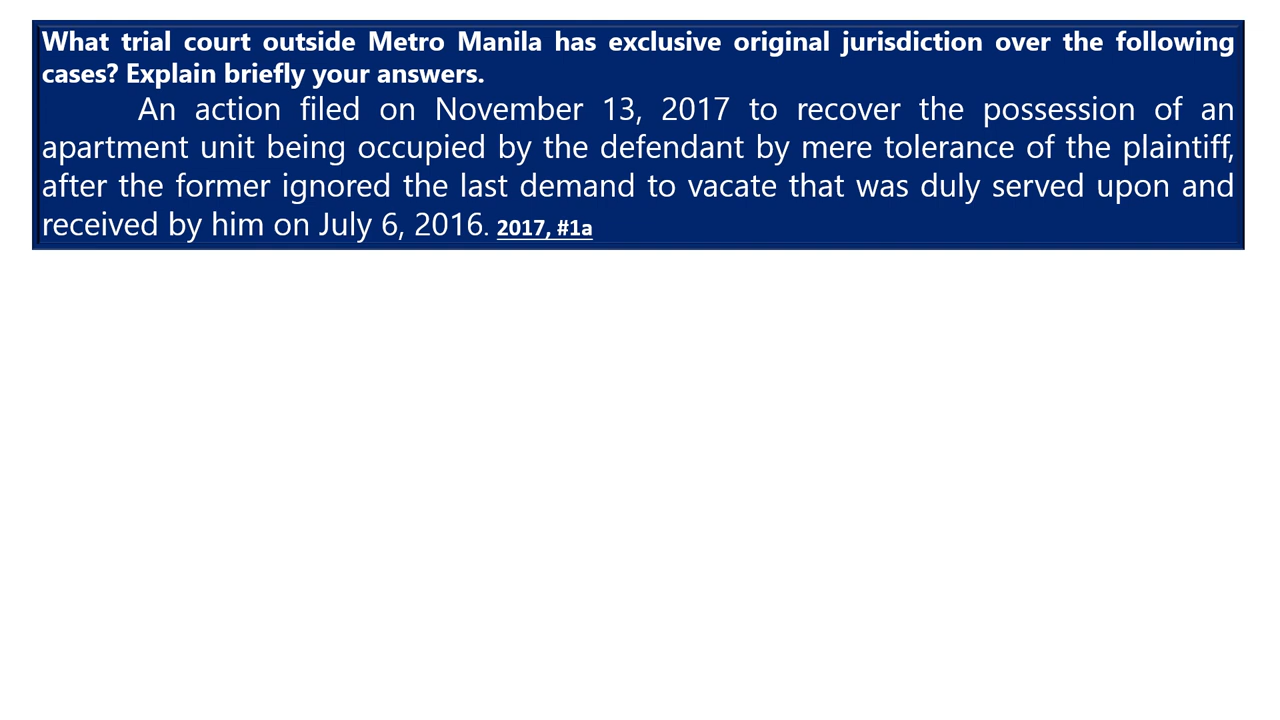 What trial court outside Metro Manila has exclusive original jurisdiction over the following
cases? Explain briefly your answers.
An action filed on November 13, 2017 to recover the possession of an
apartment unit being occupied by the defendant by mere tolerance of the plaintiff,
after the former ignored the last demand to vacate that was duly served upon and
received by him on July 6, 2016. 2017, #1a